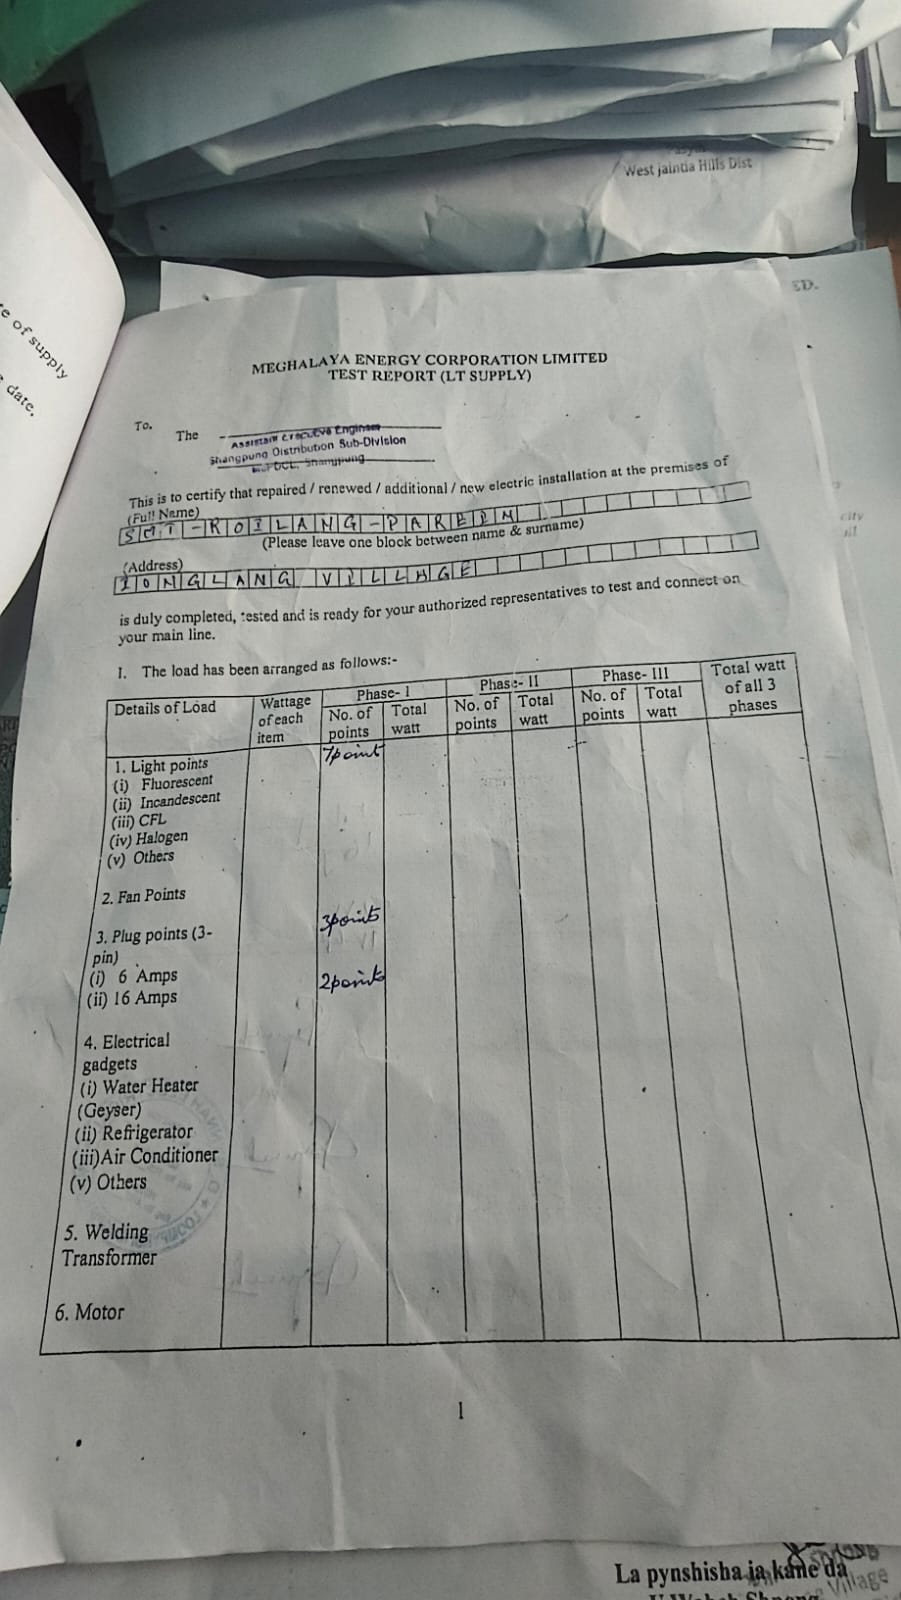 West jaintia Hills Dist
ED.
e of supply
date.
MEGHALAYA ENERGY CORPORATION LIMITED
TEST REPORT (LT SUPPLY)
To.
The
Assistant Executive Engineer
Shangpung Distribution Sub-Division
Shangpung
This is to certify that repaired / renewed / additional / new electric installation at the premises of
(Full Name)
SMT-ROILANG-PAREIM
(Please leave one block between name & surname)
(Address)
IONGLANG VILLAGE
is duly completed, tested and is ready for your authorized representatives to test and connect on
your main line.
I. The load has been arranged as follows:-
Details of Load
Wattage of each item
Phase- I
Phase- II
Phase- III
Total watt of all 3 phases
No. of points
Total watt
No. of points
Total watt
No. of points
Total watt
1. Light points
7point
(i) Fluorescent
(ii) Incandescent
(iii) CFL
(iv) Halogen
(v) Others
2. Fan Points
3points
3. Plug points (3-
pin)
(i) 6 Amps
2points
(ii) 16 Amps
4. Electrical
gadgets
(i) Water Heater
(Geyser)
(ii) Refrigerator
(iii)Air Conditioner
(v) Others
5. Welding
Transformer
6. Motor
1
La pynshisha ia kane da
Village